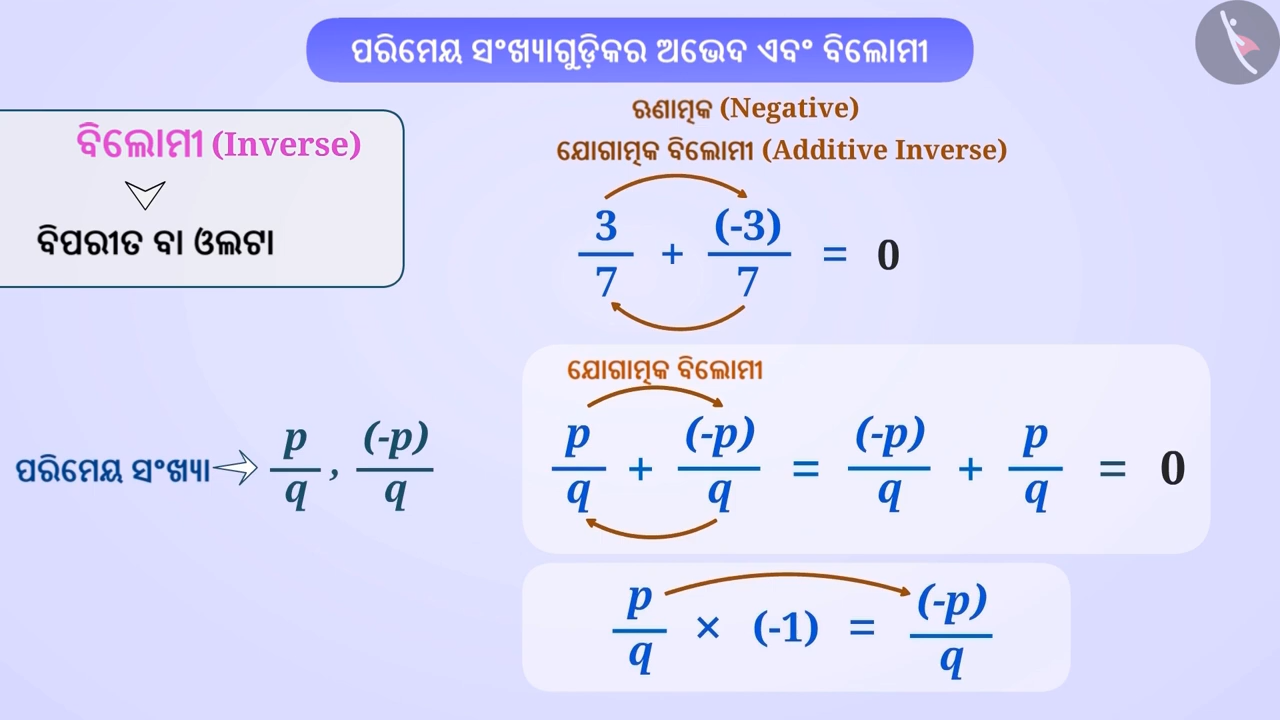 ପରିମେୟ ସଂଖ୍ୟାଗୁଡ଼ିକର ଅଭେଦ ଏବଂ ବିଲୋମୀ
ବିଲୋମୀ (Inverse)
ବିପରୀତ ବା ଓଲଟା
ଋଣାତ୍ମକ (Negative)
ଯୋଗାତ୍ମକ ବିଲୋମୀ (Additive Inverse)
3/7 + (-3)/7 = 0
ପରିମେୟ ସଂଖ୍ୟା p/q , (-p)/q
ଯୋଗାତ୍ମକ ବିଲୋମୀ
p/q + (-p)/q = (-p)/q + p/q = 0
p/q × (-1) = (-p)/q